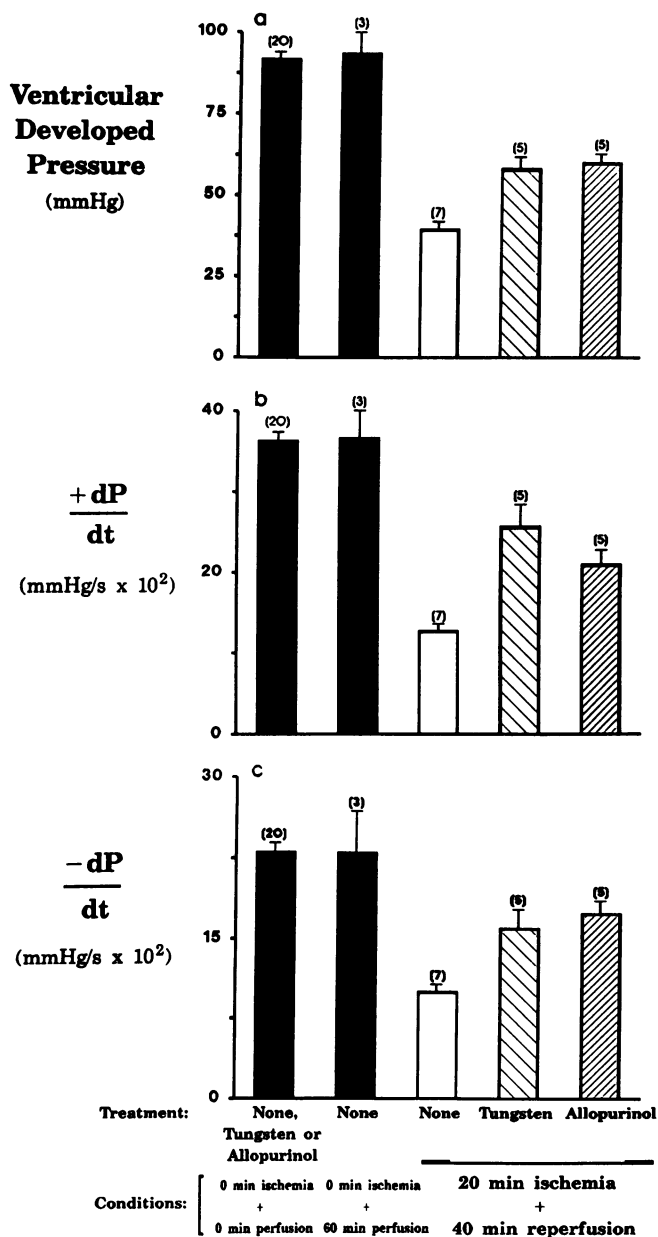 a
Ventricular
Developed
Pressure
(mmHg)
100
75
50
25
0
(20)
(3)
(7)
(5)
(5)
b
+dP
dt
(mmHg/s x 10²)
40
20
0
(20)
(3)
(7)
(5)
(5)
c
−dP
dt
(mmHg/s x 10²)
30
15
0
(20)
(3)
(7)
(5)
(5)
Treatment: None, None None Tungsten Allopurinol
Tungsten or
Allopurinol
Conditions:
0 min ischemia 0 min ischemia 20 min ischemia
+ + +
0 min perfusion 60 min perfusion 40 min reperfusion